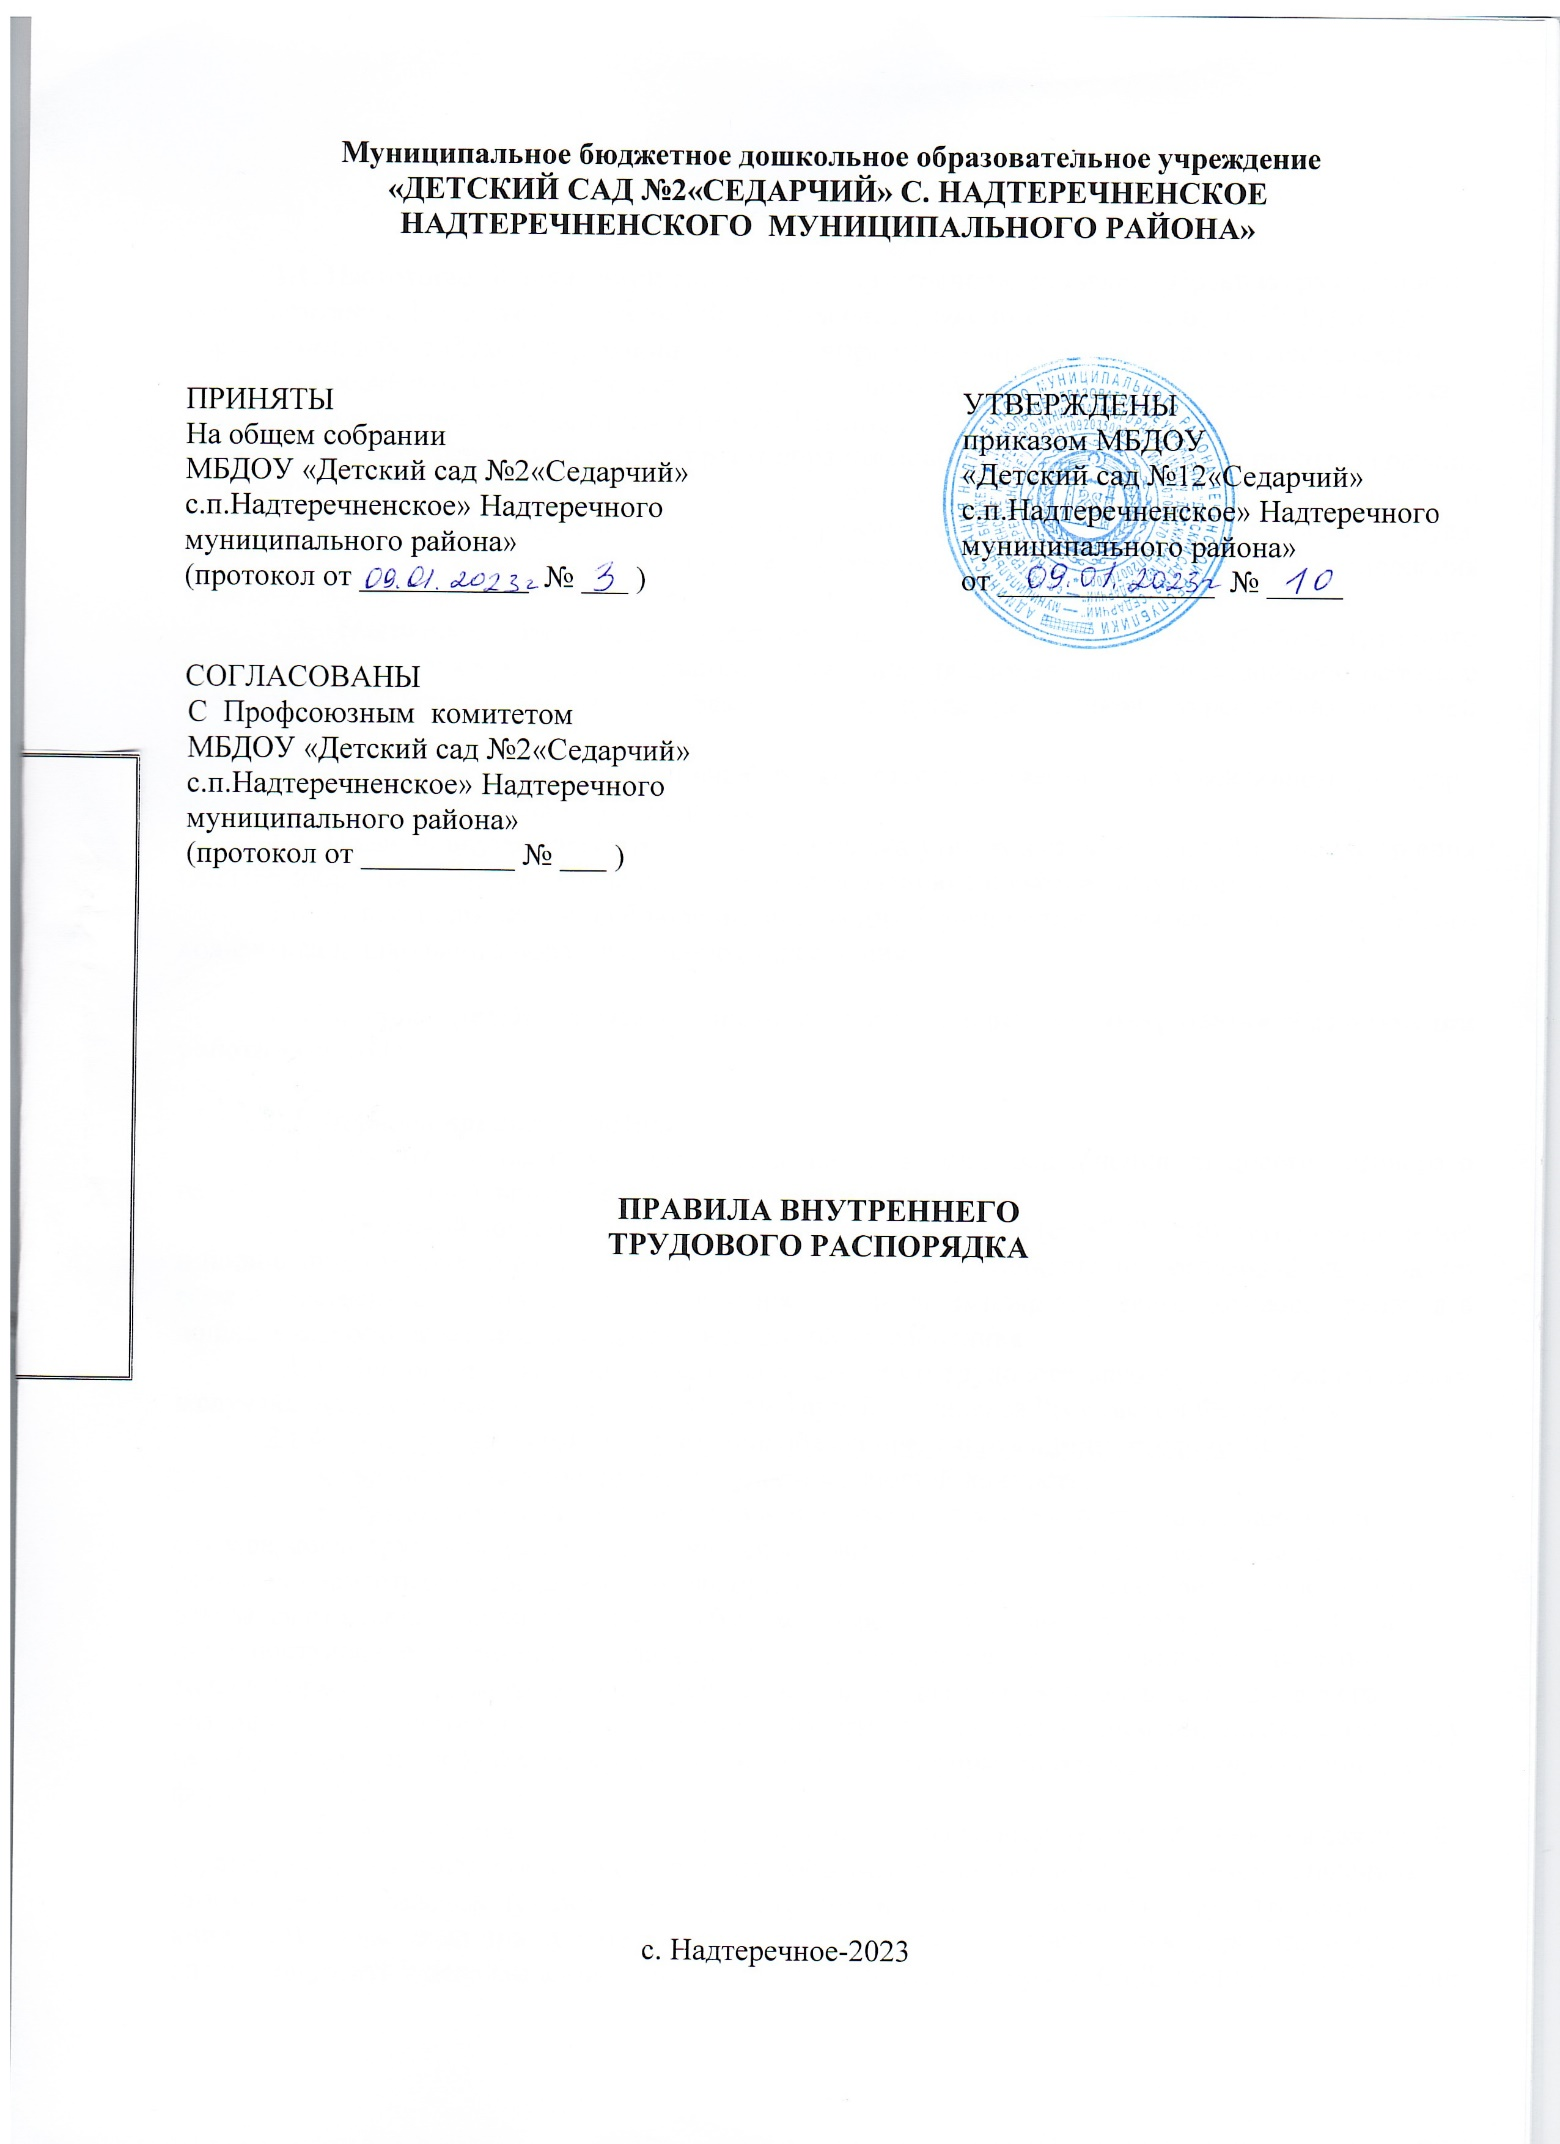 Муниципальное бюджетное дошкольное образовательное учреждение
«ДЕТСКИЙ САД №2«СЕДАРЧИЙ» С. НАДТЕРЕЧНЕНСКОЕ
НАДТЕРЕЧНЕНСКОГО МУНИЦИПАЛЬНОГО РАЙОНА»
ПРИНЯТЫ
На общем собрании
МБДОУ «Детский сад №2«Седарчий»
с.п.Надтеречненское» Надтеречного
муниципального района»
(протокол от 09.01.2023г № 3 )
УТВЕРЖДЕНЫ
приказом МБДОУ
«Детский сад №12«Седарчий»
с.п.Надтеречненское» Надтеречного
муниципального района»
от 09.01.2023г № 10
СОГЛАСОВАНЫ
С Профсоюзным комитетом
МБДОУ «Детский сад №2«Седарчий»
с.п.Надтеречненское» Надтеречного
муниципального района»
(протокол от __________ № ___ )
ПРАВИЛА ВНУТРЕННЕГО
ТРУДОВОГО РАСПОРЯДКА
с. Надтеречное-2023